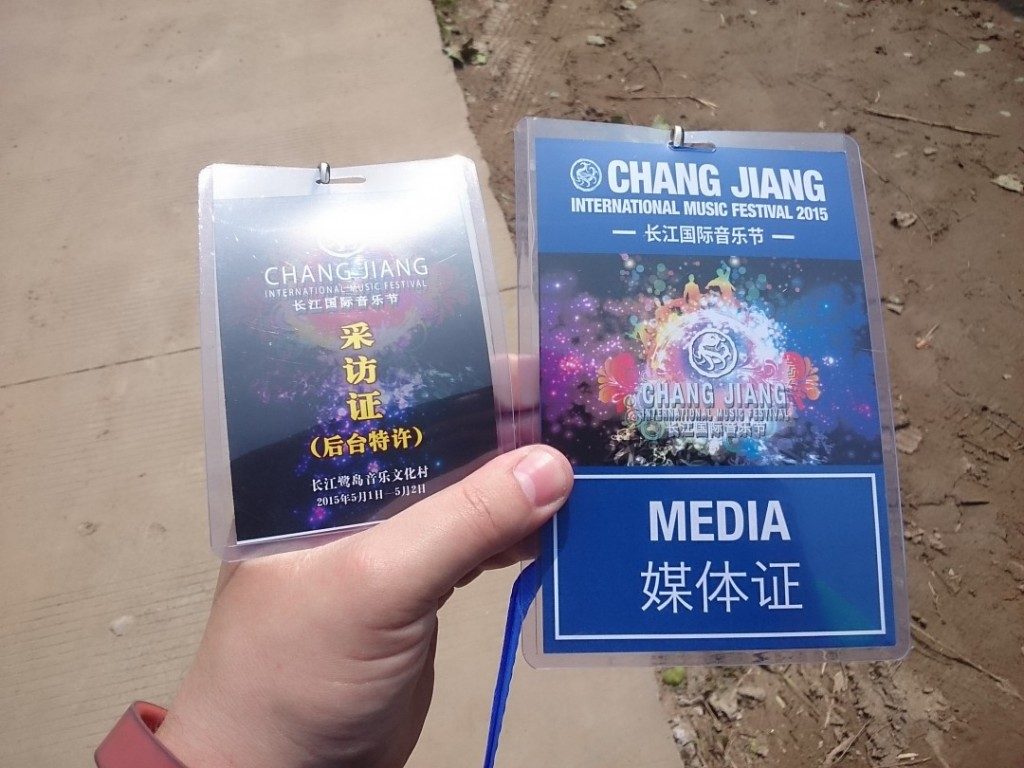 CHANG JIANG
INTERNATIONAL MUSIC FESTIVAL
长江国际音乐节
采访证
(后台特许)
长江鹭岛音乐文化村
2015年5月1日—5月2日
CHANG JIANG
INTERNATIONAL MUSIC FESTIVAL 2015
— 长江国际音乐节 —
CHANG JIANG
INTERNATIONAL MUSIC FESTIVAL
长江国际音乐节
MEDIA
媒体证